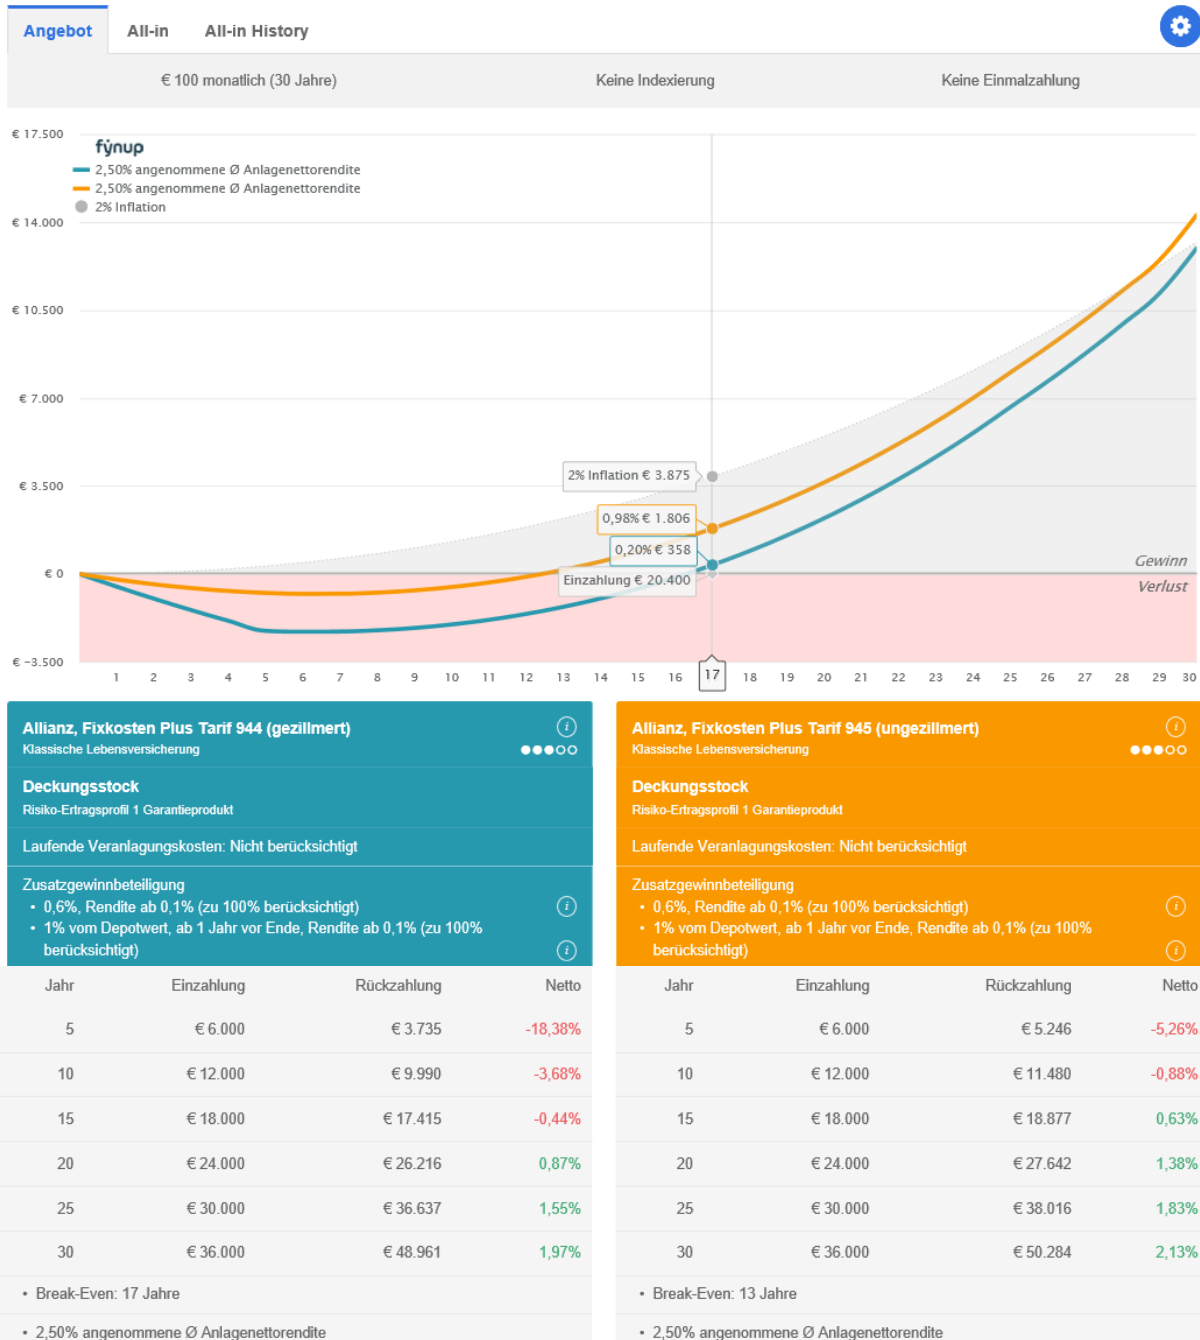 Angebot All-in All-in History
€ 100 monatlich (30 Jahre) Keine Indexierung Keine Einmalzahlung
€ 17.500
fynup
2,50% angenommene Ø Anlagenettorendite
2,50% angenommene Ø Anlagenettorendite
2% Inflation
€ 14.000
€ 10.500
€ 7.000
2% Inflation € 3.875
€ 3.500
0,98% € 1.806
0,20% € 358
Gewinn
€ 0
Einzahlung € 20.400
Verlust
€ −3.500
1 2 3 4 5 6 7 8 9 10 11 12 13 14 15 16 17 18 19 20 21 22 23 24 25 26 27 28 29 30
Allianz, Fixkosten Plus Tarif 944 (gezillmert)
Klassische Lebensversicherung
Deckungsstock
Risiko-Ertragsprofil 1 Garantieprodukt
Laufende Veranlagungskosten: Nicht berücksichtigt
Zusatzgewinnbeteiligung
• 0,6%, Rendite ab 0,1% (zu 100% berücksichtigt)
• 1% vom Depotwert, ab 1 Jahr vor Ende, Rendite ab 0,1% (zu 100%
berücksichtigt)
Jahr Einzahlung Rückzahlung Netto
5 € 6.000 € 3.735 -18,38%
10 € 12.000 € 9.990 -3,68%
15 € 18.000 € 17.415 -0,44%
20 € 24.000 € 26.216 0,87%
25 € 30.000 € 36.637 1,55%
30 € 36.000 € 48.961 1,97%
• Break-Even: 17 Jahre
• 2,50% angenommene Ø Anlagenettorendite
Allianz, Fixkosten Plus Tarif 945 (ungezillmert)
Klassische Lebensversicherung
Deckungsstock
Risiko-Ertragsprofil 1 Garantieprodukt
Laufende Veranlagungskosten: Nicht berücksichtigt
Zusatzgewinnbeteiligung
• 0,6%, Rendite ab 0,1% (zu 100% berücksichtigt)
• 1% vom Depotwert, ab 1 Jahr vor Ende, Rendite ab 0,1% (zu 100%
berücksichtigt)
Jahr Einzahlung Rückzahlung Netto
5 € 6.000 € 5.246 -5,26%
10 € 12.000 € 11.480 -0,88%
15 € 18.000 € 18.877 0,63%
20 € 24.000 € 27.642 1,38%
25 € 30.000 € 38.016 1,83%
30 € 36.000 € 50.284 2,13%
• Break-Even: 13 Jahre
• 2,50% angenommene Ø Anlagenettorendite